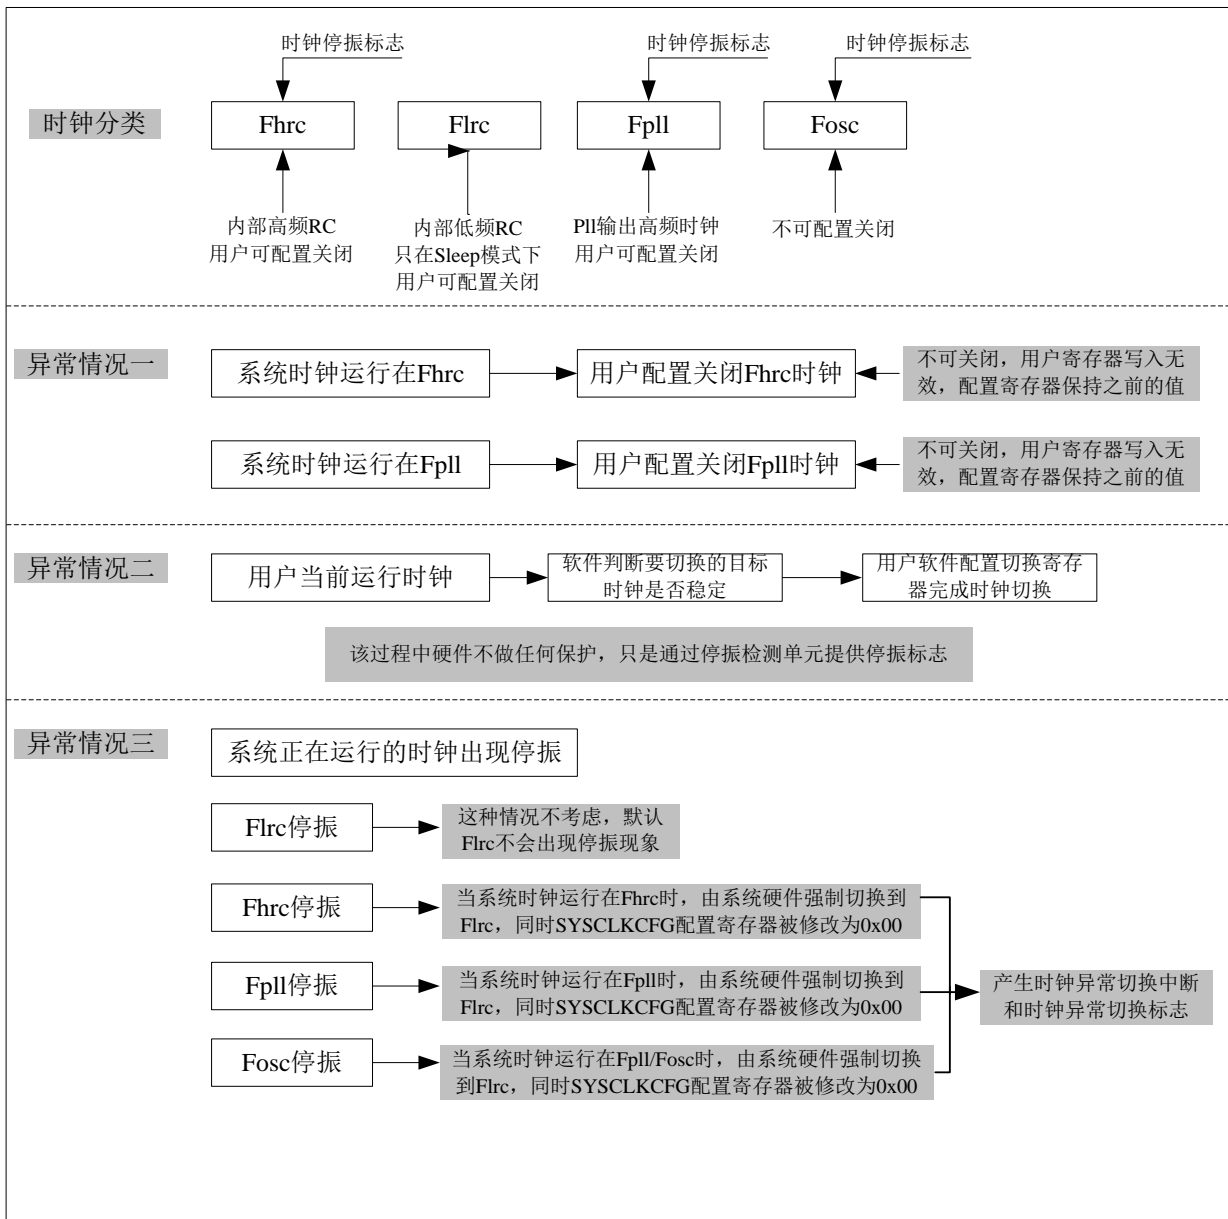 时钟停振标志
时钟停振标志
时钟停振标志
时钟分类
Fhrc
Flrc
Fpll
Fosc
内部高频RC
用户可配置关闭
内部低频RC
只在Sleep模式下
用户可配置关闭
Pll输出高频时钟
用户可配置关闭
不可配置关闭
异常情况一
系统时钟运行在Fhrc
用户配置关闭Fhrc时钟
不可关闭，用户寄存器写入无
效，配置寄存器保持之前的值
系统时钟运行在Fpll
用户配置关闭Fpll时钟
不可关闭，用户寄存器写入无
效，配置寄存器保持之前的值
异常情况二
用户当前运行时钟
软件判断要切换的目标
时钟是否稳定
用户软件配置切换寄存
器完成时钟切换
该过程中硬件不做任何保护，只是通过停振检测单元提供停振标志
异常情况三
系统正在运行的时钟出现停振
Flrc停振
这种情况不考虑，默认
Flrc不会出现停振现象
Fhrc停振
当系统时钟运行在Fhrc时，由系统硬件强制切换到
Flrc，同时SYSCLKCFG配置寄存器被修改为0x00
Fpll停振
当系统时钟运行在Fpll时，由系统硬件强制切换到
Flrc，同时SYSCLKCFG配置寄存器被修改为0x00
产生时钟异常切换中断
和时钟异常切换标志
Fosc停振
当系统时钟运行在Fpll/Fosc时，由系统硬件强制切换
到Flrc，同时SYSCLKCFG配置寄存器被修改为0x00